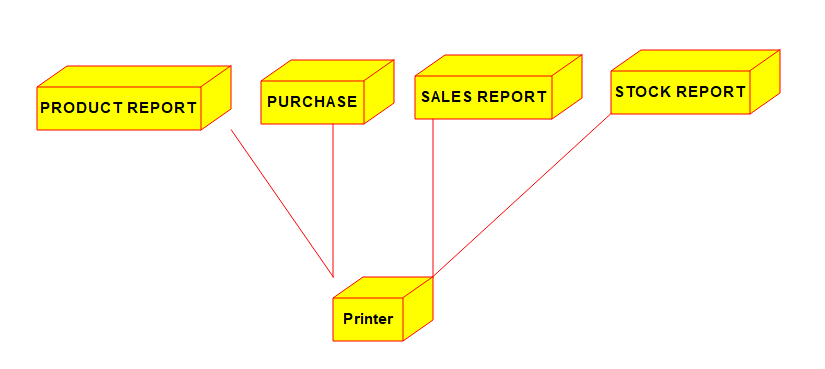 PRODUCT REPORT
PURCHASE
SALES REPORT
STOCK REPORT
Printer